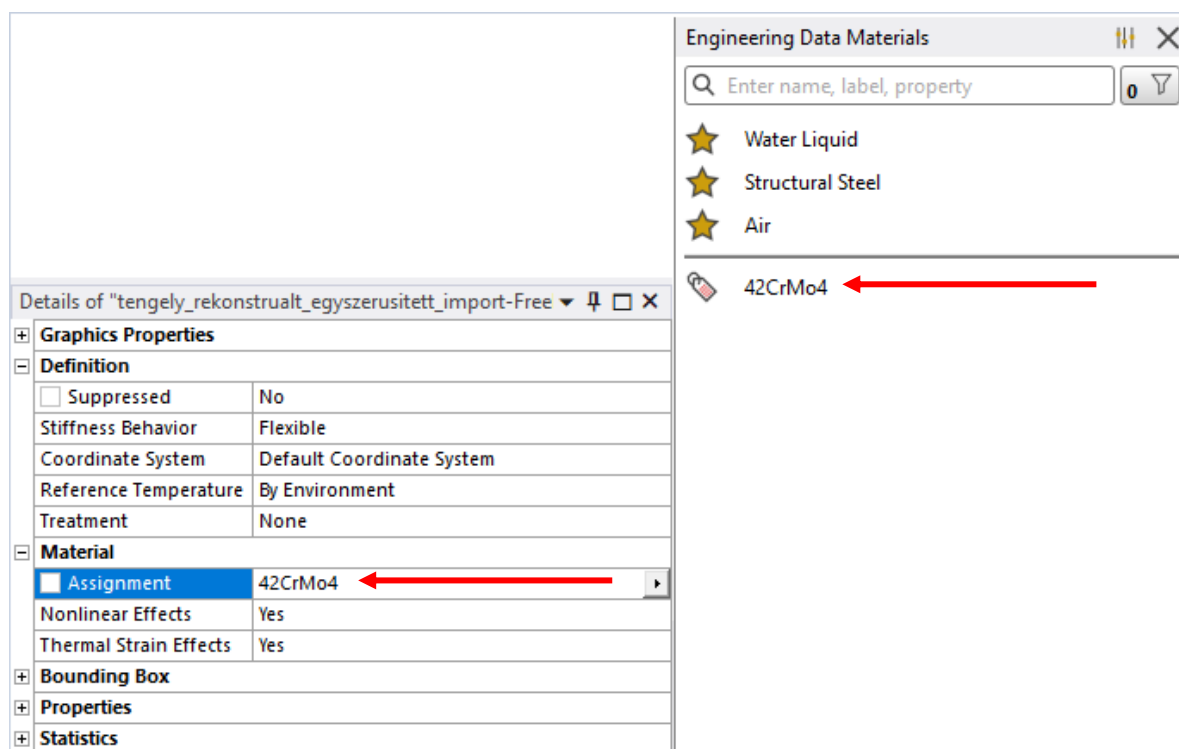 Engineering Data Materials
Enter name, label, property
0
Water Liquid
Structural Steel
Air
42CrMo4
Details of "tengely_rekonstrualt_egyszerusitett_import-Free
Graphics Properties
Definition
Suppressed No
Stiffness Behavior Flexible
Coordinate System Default Coordinate System
Reference Temperature By Environment
Treatment None
Material
Assignment 42CrMo4
Nonlinear Effects Yes
Thermal Strain Effects Yes
Bounding Box
Properties
Statistics